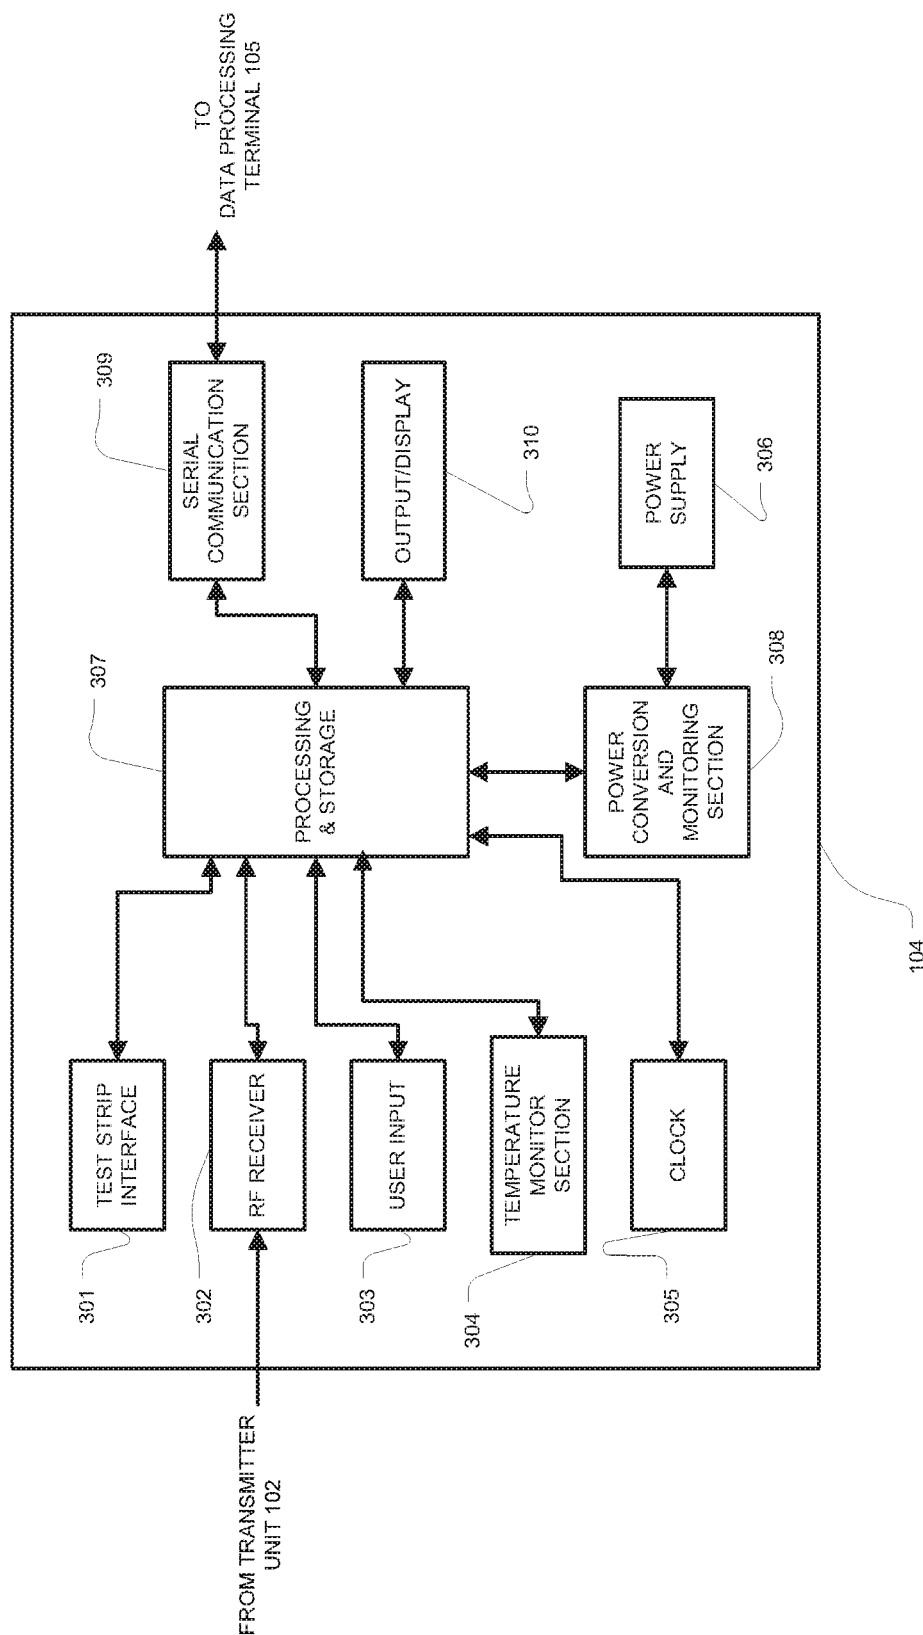 FROM TRANSMITTER
UNIT 102
301
TEST STRIP
INTERFACE
302
RF RECEIVER
303
USER INPUT
304
TEMPERATURE
MONITOR
SECTION
305
CLOCK
307
PROCESSING
& STORAGE
308
POWER
CONVERSION
AND
MONITORING
SECTION
309
SERIAL
COMMUNICATION
SECTION
310
OUTPUT/DISPLAY
306
POWER
SUPPLY
TO
DATA PROCESSING
TERMINAL 105
104